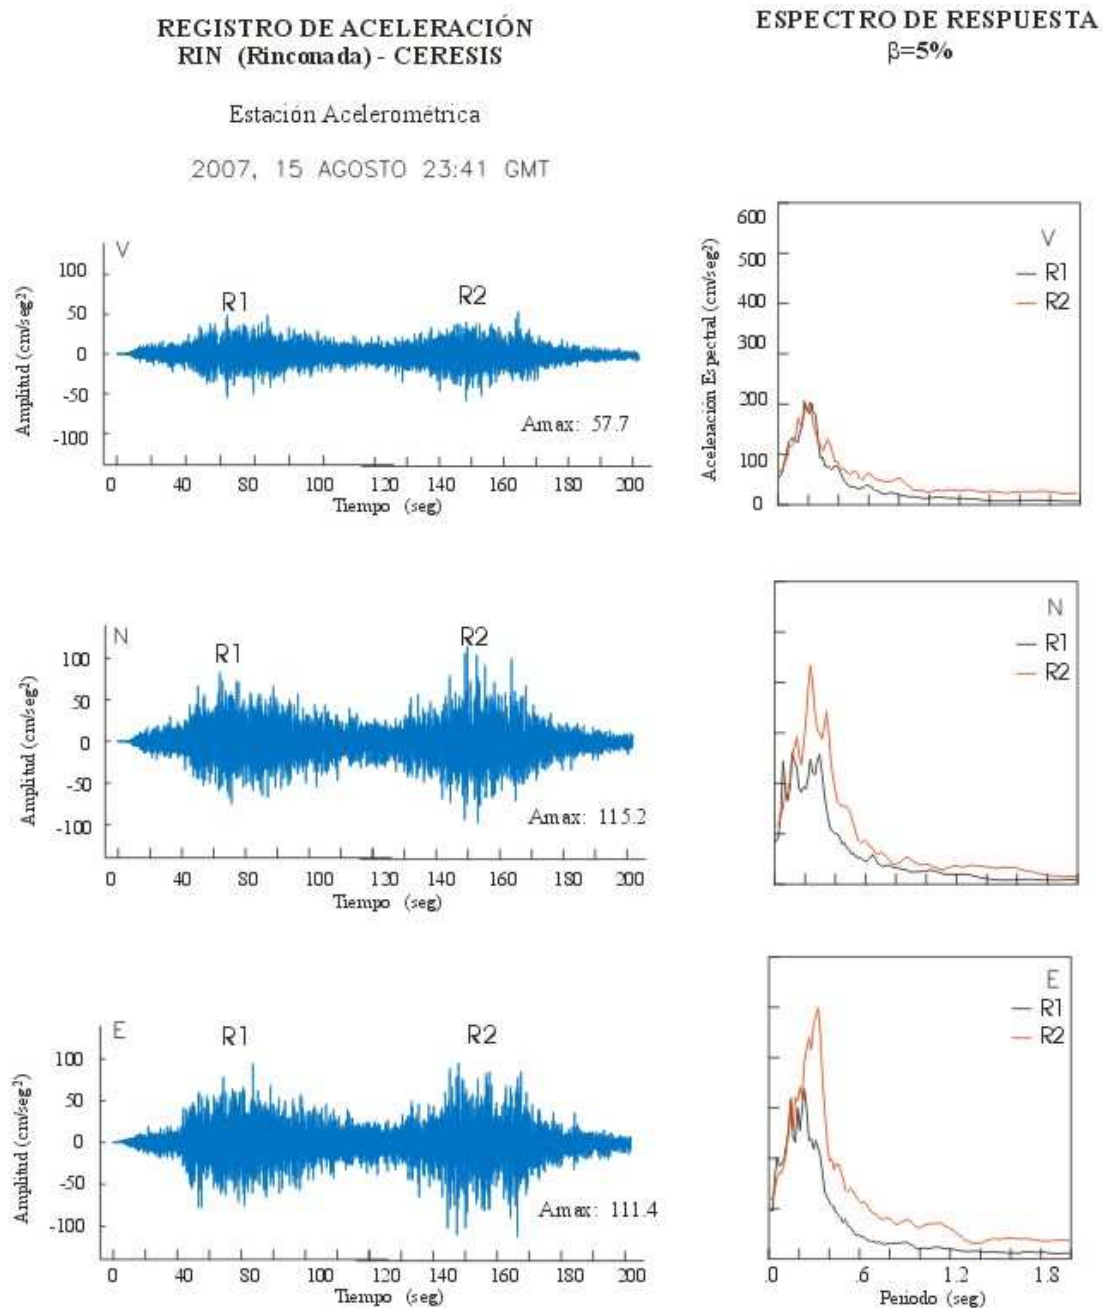 REGISTRO DE ACELERACIÓN
RIN (Rinconada) - CERESIS
Estación Acelerométrica
2007, 15 AGOSTO 23:41 GMT
ESPECTRO DE RESPUESTA
β=5%
V
R1
R2
100
50
0
-50
-100
Amplitud (cm/seg²)
Amax: 57.7
0 40 80 100 120 140 160 180 200
Tiempo (seg)
600
500
400
300
200
100
0
Aceleración Espectral (cm/seg²)
V
R1
R2
N
R1
R2
100
50
0
-50
-100
Amplitud (cm/seg²)
Amax: 115.2
0 40 80 100 120 140 160 180 200
Tiempo (seg)
N
R1
R2
E
R1
R2
100
50
0
-50
-100
Amplitud (cm/seg²)
Amax: 111.4
0 40 80 100 120 140 160 180 200
Tiempo (seg)
E
R1
R2
.0 .6 1.2 1.8
Periodo (seg)